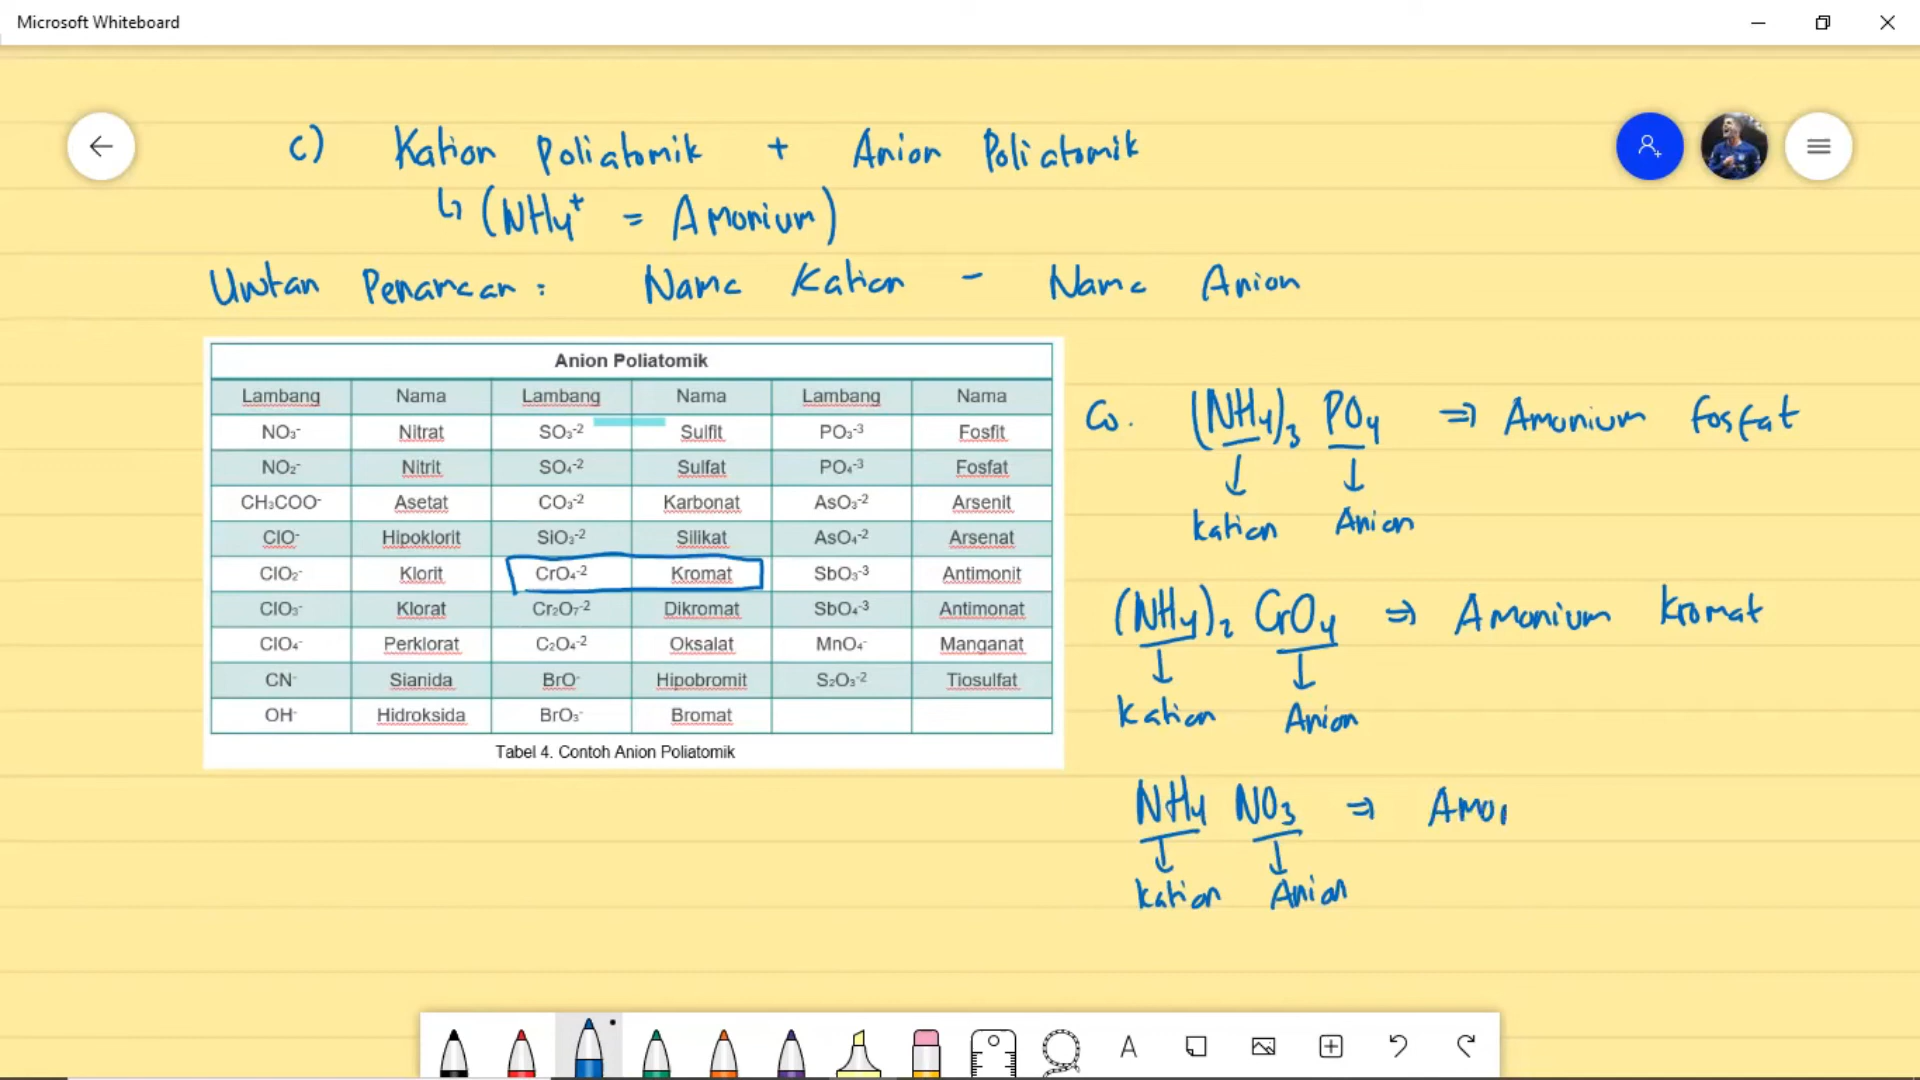 Microsoft Whiteboard
c) Kation Poliatomik + Anion Poliatomik
↳ (NH4+ = Amonium)
Urutan Penamaan : Nama Kation - Nama Anion
Anion Poliatomik
Lambang Nama Lambang Nama Lambang Nama
NO₃⁻ Nitrat SO₃⁻² Sulfit PO₃⁻³ Fosfit
NO₂⁻ Nitrit SO₄⁻² Sulfat PO₄⁻³ Fosfat
CH₃COO⁻ Asetat CO₃⁻² Karbonat AsO₃⁻² Arsenit
ClO⁻ Hipoklorit SiO₃⁻² Silikat AsO₄⁻² Arsenat
ClO₂⁻ Klorit CrO₄⁻² Kromat SbO₃⁻³ Antimonit
ClO₃⁻ Klorat Cr₂O₇⁻² Dikromat SbO₄⁻³ Antimonat
ClO₄⁻ Perklorat C₂O₄⁻² Oksalat MnO₄⁻ Manganat
CN⁻ Sianida BrO⁻ Hipobromit S₂O₃⁻² Tiosulfat
OH⁻ Hidroksida BrO₃⁻ Bromat
Tabel 4. Contoh Anion Poliatomik
Co. (NH4)₃ PO4 ⇒ Amonium Fosfat
↓ ↓
kation Anion
(NH4)₂ CrO4 ⇒ Amonium Kromat
↓ ↓
kation Anion
NH4 NO3 ⇒ Amo
↓ ↓
kation Anion